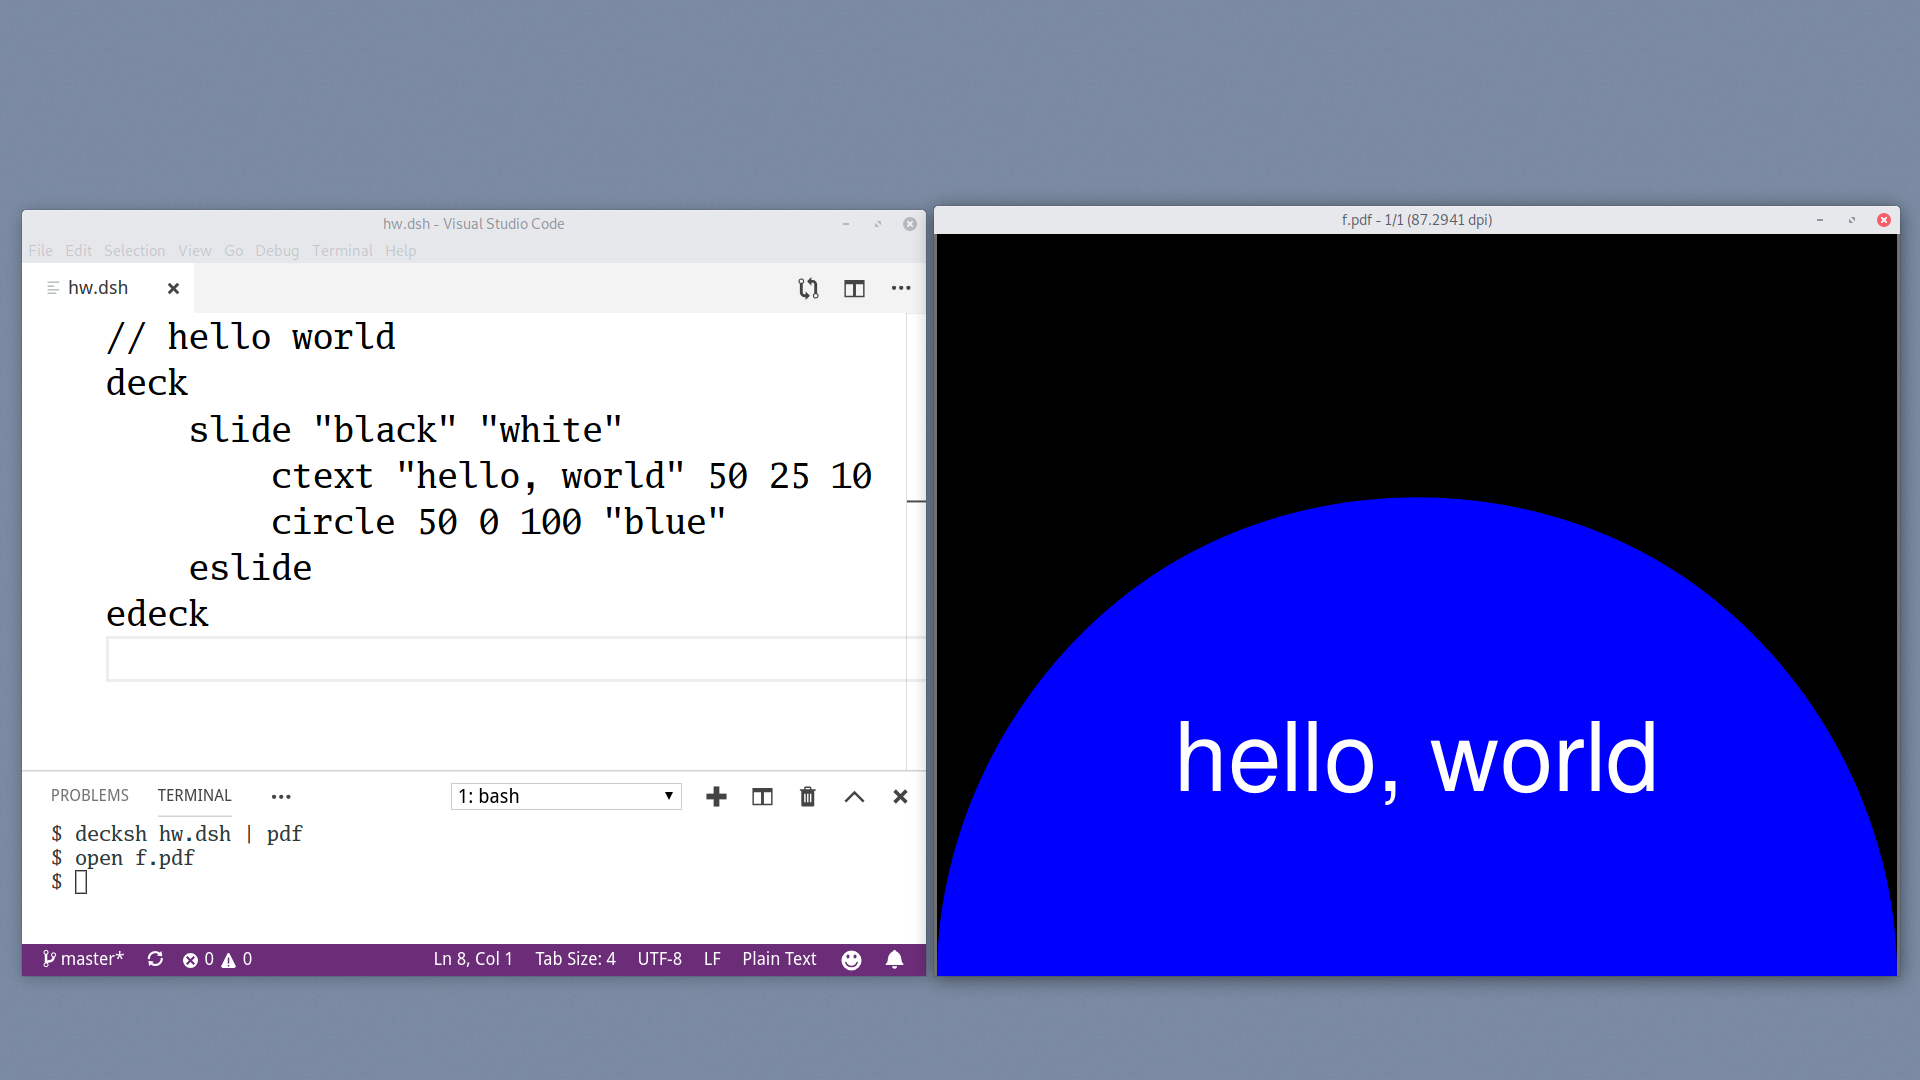 hw.dsh - Visual Studio Code
File Edit Selection View Go Debug Terminal Help
hw.dsh
// hello world
deck
slide "black" "white"
ctext "hello, world" 50 25 10
circle 50 0 100 "blue"
eslide
edeck
PROBLEMS TERMINAL
1: bash
$ decksh hw.dsh | pdf
$ open f.pdf
$
master* 0 0 Ln 8, Col 1 Tab Size: 4 UTF-8 LF Plain Text
f.pdf - 1/1 (87.2941 dpi)
hello, world